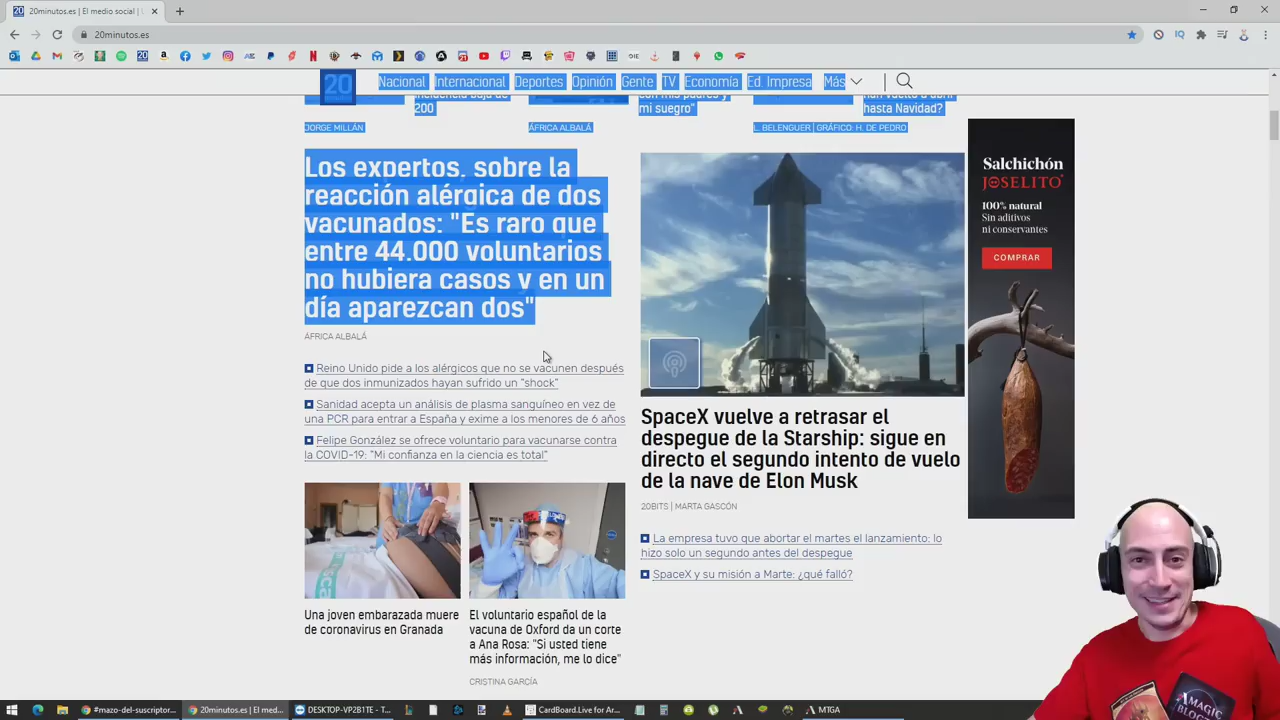 20minutos.es | El medio social |
20minutos.es
20
Nacional Internacional Deportes Opinión Gente TV Economía Ed. Impresa Más
200
mi suegro"
hasta Navidad?
JORGE MILLÁN
ÁFRICA ALBALÁ
L. BELENGUER | GRÁFICO: H. DE PEDRO
Los expertos, sobre la
reacción alérgica de dos
vacunados: "Es raro que
entre 44.000 voluntarios
no hubiera casos y en un
día aparezcan dos"
ÁFRICA ALBALÁ
Reino Unido pide a los alérgicos que no se vacunen después
de que dos inmunizados hayan sufrido un "shock"
Sanidad acepta un análisis de plasma sanguíneo en vez de
una PCR para entrar a España y exime a los menores de 6 años
Felipe González se ofrece voluntario para vacunarse contra
la COVID-19: "Mi confianza en la ciencia es total"
Una joven embarazada muere
de coronavirus en Granada
El voluntario español de la
vacuna de Oxford da un corte
a Ana Rosa: "Si usted tiene
más información, me lo dice"
CRISTINA GARCÍA
SpaceX vuelve a retrasar el
despegue de la Starship: sigue en
directo el segundo intento de vuelo
de la nave de Elon Musk
20BITS | MARTA GASCÓN
La empresa tuvo que abortar el martes el lanzamiento: lo
hizo solo un segundo antes del despegue
SpaceX y su misión a Marte: ¿qué falló?
Salchichón
JOSELITO
100% natural
Sin aditivos
ni conservantes
COMPRAR
AMAGIC
#mazo-del-suscriptor...
20minutos.es | El med...
DESKTOP-VP2B1TE - T...
CardBoard.Live for Ar...
MTGA